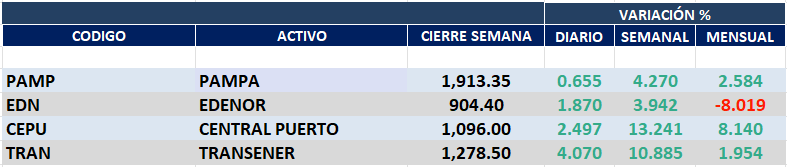 VARIACIÓN %
CODIGO ACTIVO CIERRE SEMANA DIARIO SEMANAL MENSUAL
PAMP PAMPA 1,913.35 0.655 4.270 2.584
EDN EDENOR 904.40 1.870 3.942 -8.019
CEPU CENTRAL PUERTO 1,096.00 2.497 13.241 8.140
TRAN TRANSENER 1,278.50 4.070 10.885 1.954